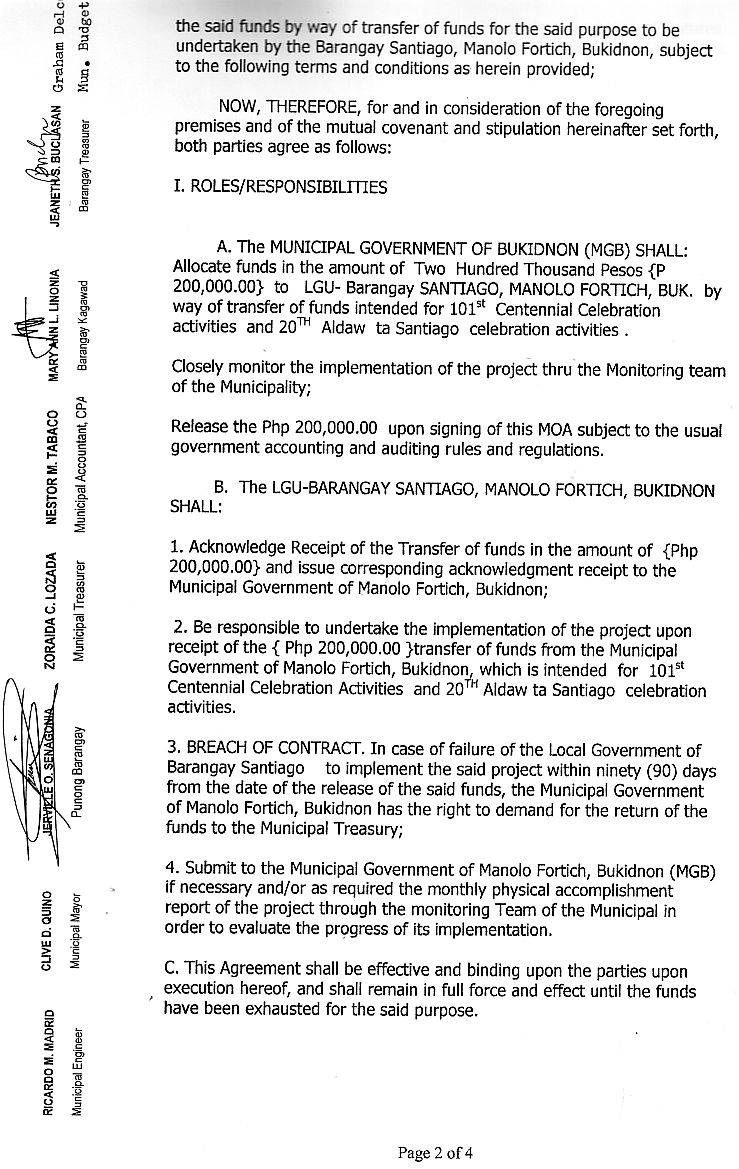 the said funds by way of transfer of funds for the said purpose to be
undertaken by the Barangay Santiago, Manolo Fortich, Bukidnon, subject
to the following terms and conditions as herein provided;
NOW, THEREFORE, for and in consideration of the foregoing
premises and of the mutual covenant and stipulation hereinafter set forth,
both parties agree as follows:
I. ROLES/RESPONSIBILITIES
A. The MUNICIPAL GOVERNMENT OF BUKIDNON (MGB) SHALL:
Allocate funds in the amount of Two Hundred Thousand Pesos {P
200,000.00} to LGU- Barangay SANTIAGO, MANOLO FORTICH, BUK. by
way of transfer of funds intended for 101st Centennial Celebration
activities and 20TH Aldaw ta Santiago celebration activities .
Closely monitor the implementation of the project thru the Monitoring team
of the Municipality;
Release the Php 200,000.00 upon signing of this MOA subject to the usual
government accounting and auditing rules and regulations.
B. The LGU-BARANGAY SANTIAGO, MANOLO FORTICH, BUKIDNON
SHALL:
1. Acknowledge Receipt of the Transfer of funds in the amount of {Php
200,000.00} and issue corresponding acknowledgment receipt to the
Municipal Government of Manolo Fortich, Bukidnon;
2. Be responsible to undertake the implementation of the project upon
receipt of the { Php 200,000.00 }transfer of funds from the Municipal
Government of Manolo Fortich, Bukidnon, which is intended for 101st
Centennial Celebration Activities and 20TH Aldaw ta Santiago celebration
activities.
3. BREACH OF CONTRACT. In case of failure of the Local Government of
Barangay Santiago to implement the said project within ninety (90) days
from the date of the release of the said funds, the Municipal Government
of Manolo Fortich, Bukidnon has the right to demand for the return of the
funds to the Municipal Treasury;
4. Submit to the Municipal Government of Manolo Fortich, Bukidnon (MGB)
if necessary and/or as required the monthly physical accomplishment
report of the project through the monitoring Team of the Municipal in
order to evaluate the progress of its implementation.
C. This Agreement shall be effective and binding upon the parties upon
execution hereof, and shall remain in full force and effect until the funds
have been exhausted for the said purpose.
Page 2 of 4
RICARDO M. MADRID
Municipal Engineer
CLIVE D. QUINO
Municipal Mayor
JERVILLE O. SENAGONIA
Punong Barangay
ZORAIDA C. LOZADA
Municipal Treasurer
NESTOR M. TABACO
Municipal Accountant, CPA
MARY ANN L. LINONIA
Barangay Kagawad
JEANETH S. BUCLASAN
Barangay Treasurer
Graham
Mun. Budget